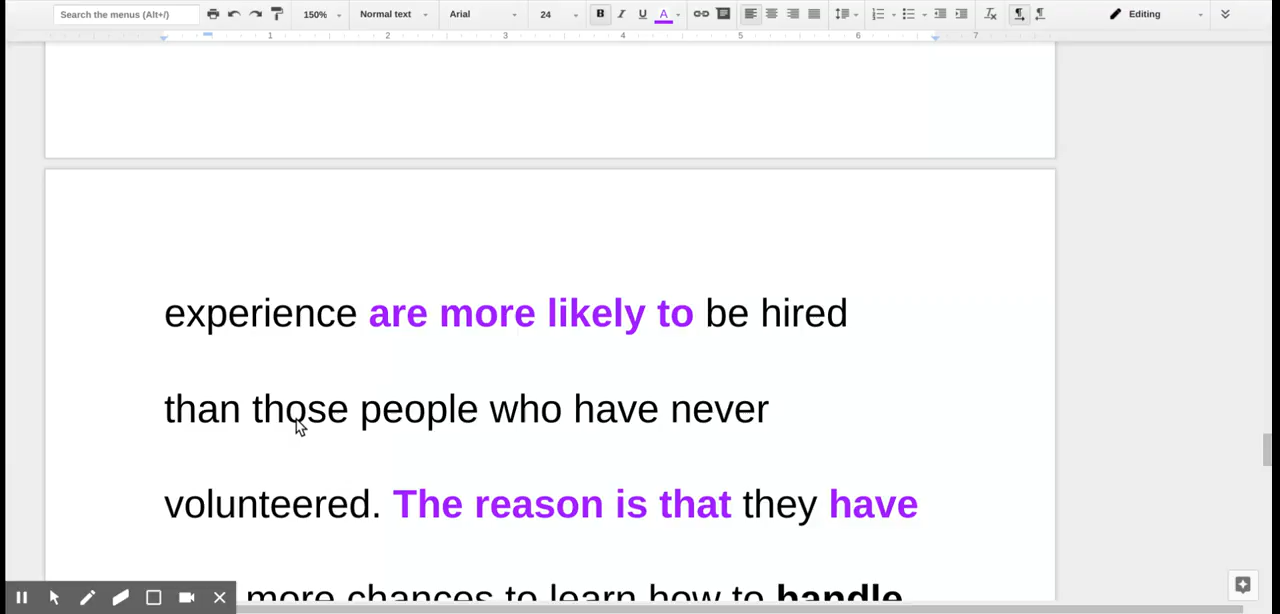 Search the menus (Alt+/) 150% Normal text Arial 24 B I U A Editing
1 2 3 4 5 6 7
experience are more likely to be hired
than those people who have never
volunteered. The reason is that they have
more chances to learn how to handle